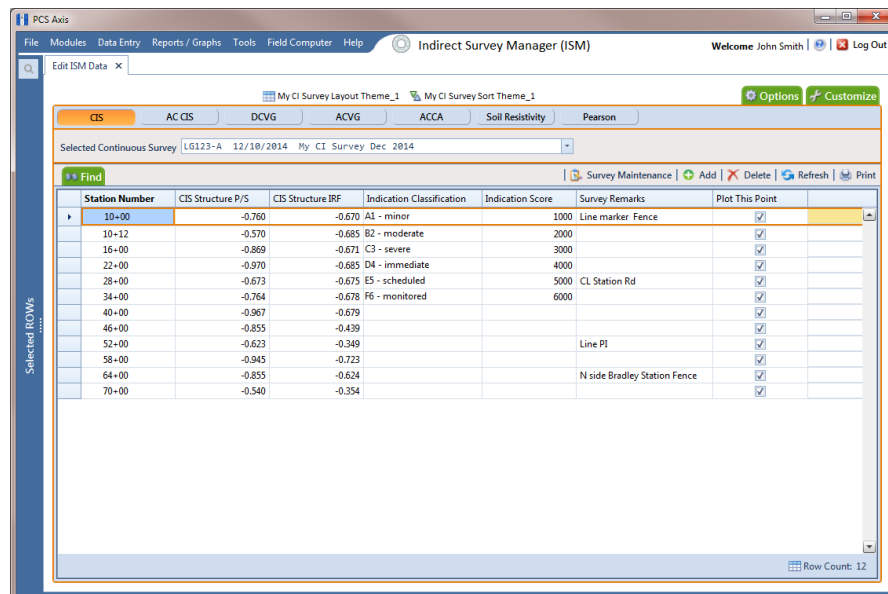 PCS Axis
File Modules Data Entry Reports / Graphs Tools Field Computer Help Indirect Survey Manager (ISM) Welcome John Smith Log Out
Edit ISM Data
My CI Survey Layout Theme_1 My CI Survey Sort Theme_1 Options Customize
CIS AC CIS DCVG ACVG ACCA Soil Resistivity Pearson
Selected Continuous Survey LG123-A 12/10/2014 My CI Survey Dec 2014
Find Survey Maintenance Add Delete Refresh Print
Station Number CIS Structure P/S CIS Structure IRF Indication Classification Indication Score Survey Remarks Plot This Point
10+00 -0.760 -0.670 A1 - minor 1000 Line marker Fence
10+12 -0.570 -0.685 B2 - moderate 2000
16+00 -0.869 -0.671 C3 - severe 3000
22+00 -0.970 -0.685 D4 - immediate 4000
28+00 -0.673 -0.675 E5 - scheduled 5000 CL Station Rd
34+00 -0.764 -0.678 F6 - monitored 6000
40+00 -0.967 -0.679
46+00 -0.855 -0.439
52+00 -0.623 -0.349 Line PI
58+00 -0.945 -0.723
64+00 -0.855 -0.624 N side Bradley Station Fence
70+00 -0.540 -0.354
Selected ROWs
Row Count: 12